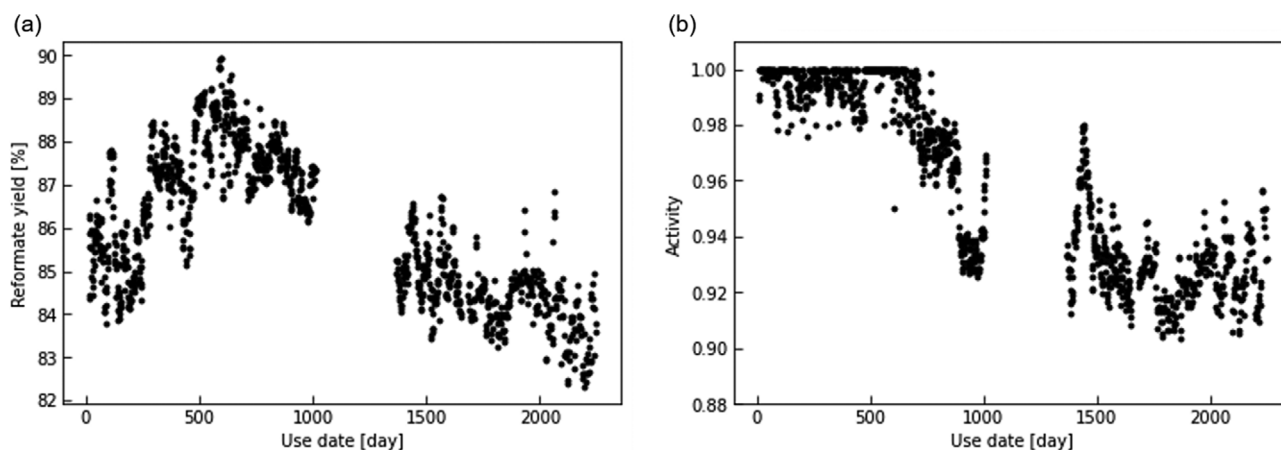 (a)
Reformate yield [%]
90
89
88
87
86
85
84
83
82
0 500 1000 1500 2000
Use date [day]
(b)
Activity
1.00
0.98
0.96
0.94
0.92
0.90
0.88
0 500 1000 1500 2000
Use date [day]